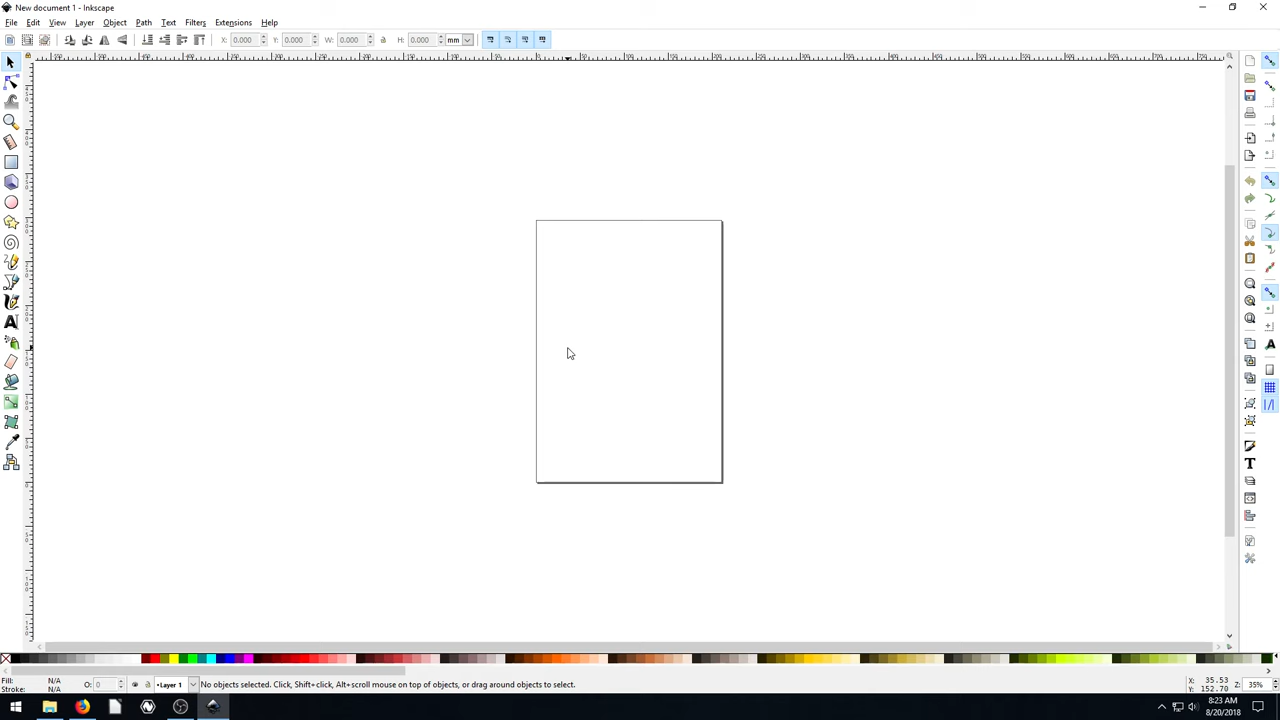 New document 1 - Inkscape
File Edit View Layer Object Path Text Filters Extensions Help
X: 0.000 Y: 0.000 W: 0.000 H: 0.000 mm
Fill: N/A
Stroke: N/A
O: 0
•Layer 1
No objects selected. Click, Shift+click, Alt+scroll mouse on top of objects, or drag around objects to select.
X: 35.53
Y: 152.70
Z: 35%
8:23 AM
8/20/2018